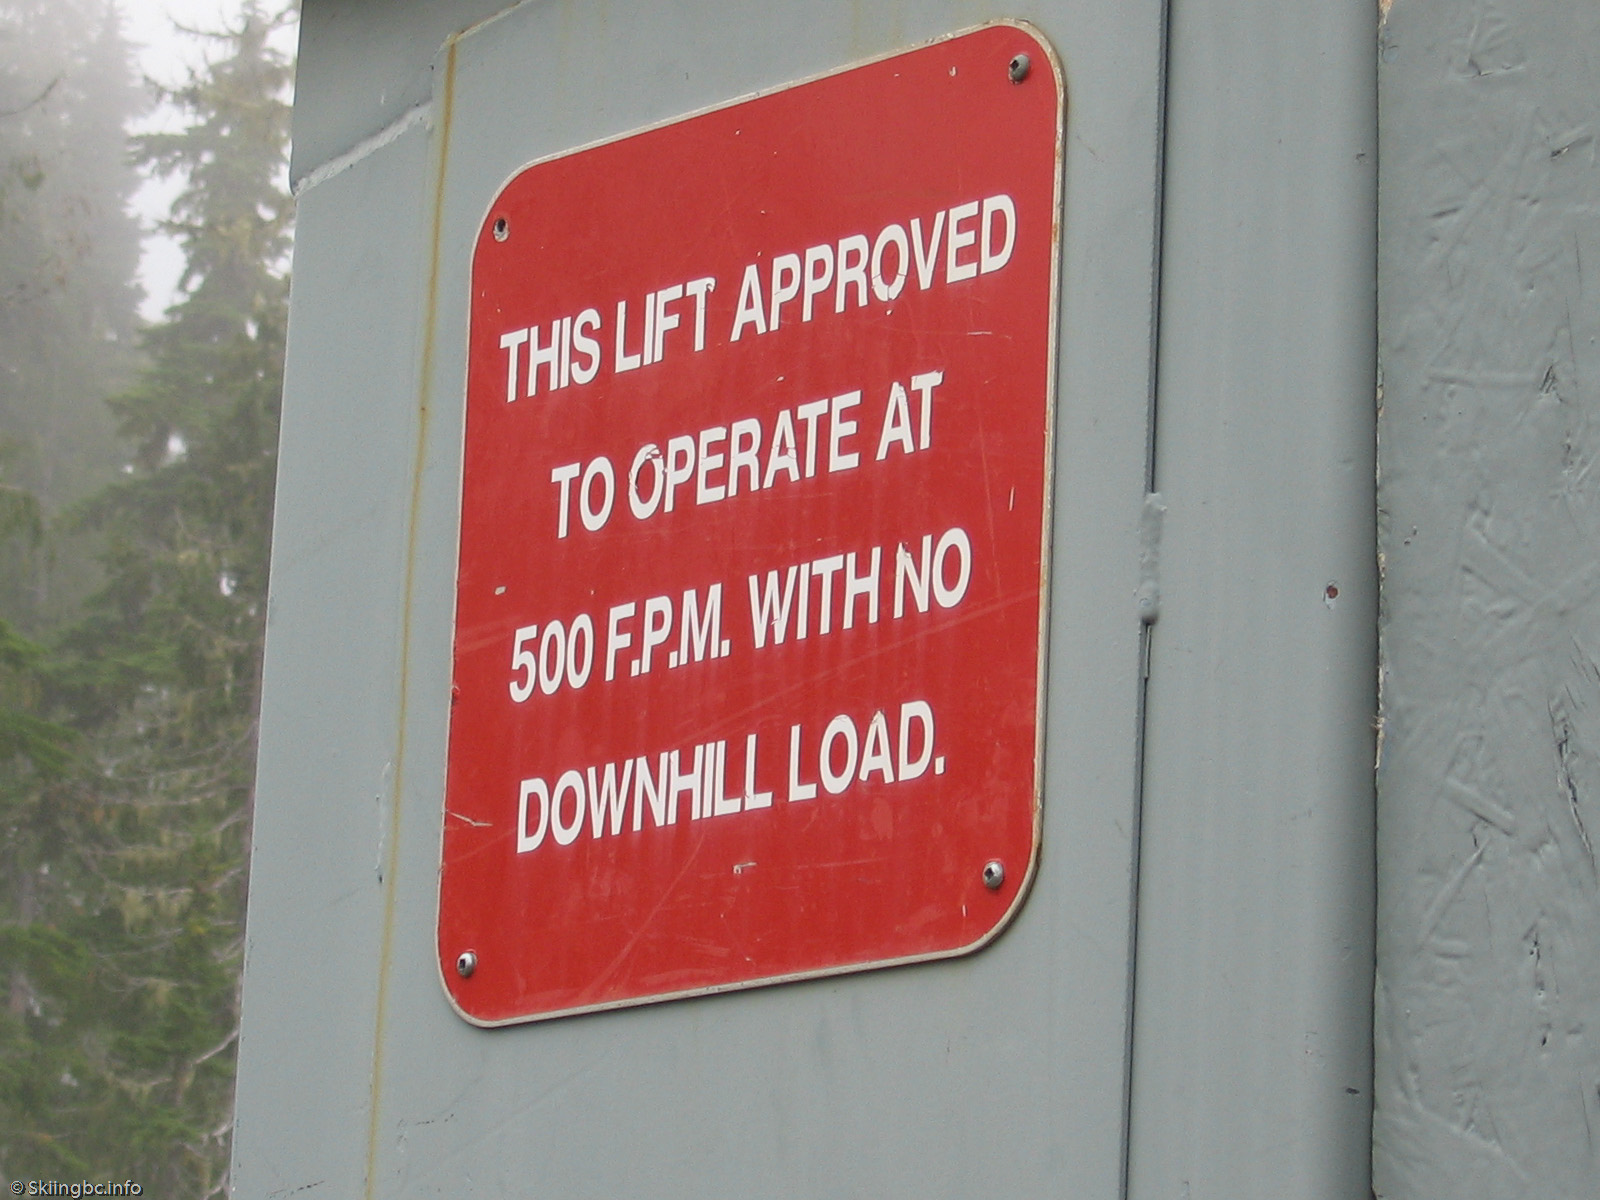 THIS LIFT APPROVED
TO OPERATE AT
500 F.P.M. WITH NO
DOWNHILL LOAD.
© Skiingbc.info